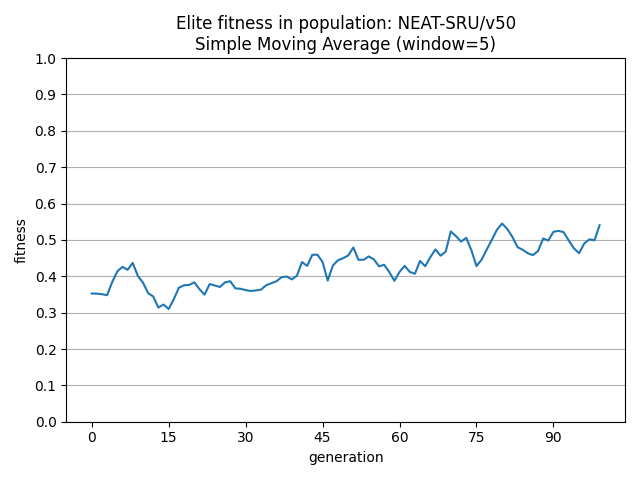 Elite fitness in population: NEAT-SRU/v50
Simple Moving Average (window=5)
1.0
0.9
0.8
0.7
0.6
0.5
0.4
0.3
0.2
0.1
0.0
fitness
0 15 30 45 60 75 90
generation